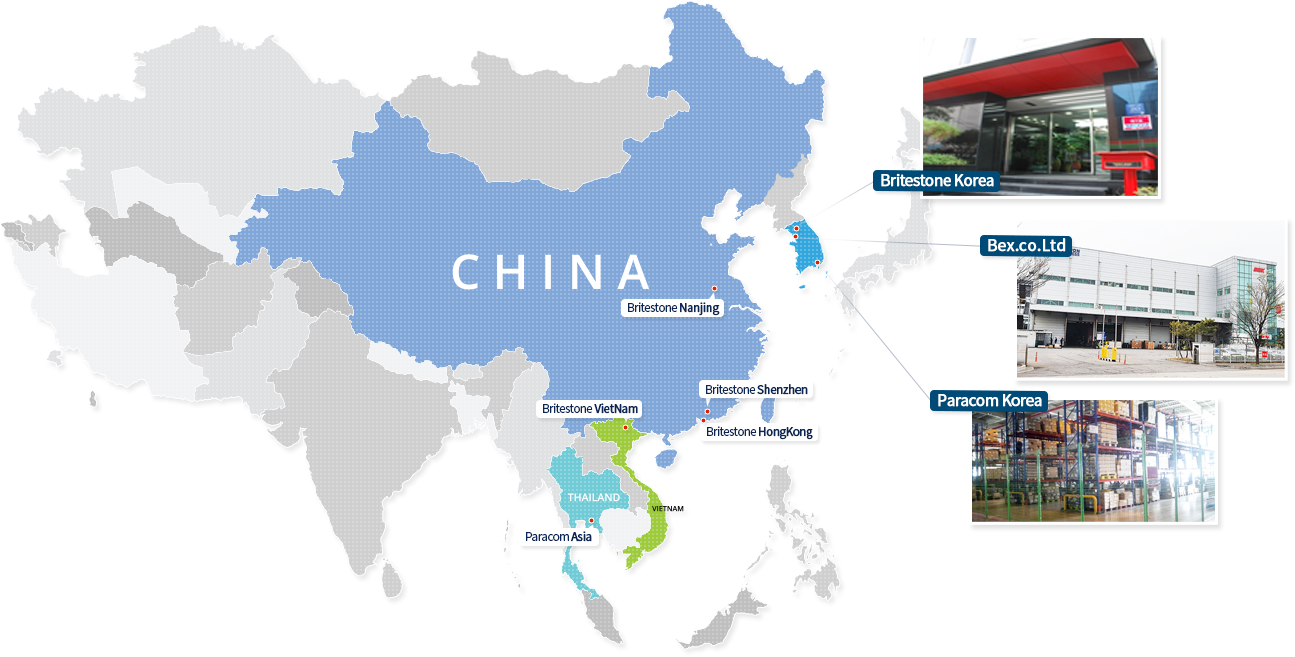 Britestone Korea
Bex.co.Ltd
CHINA
Britestone Nanjing
Britestone Shenzhen
Paracom Korea
Britestone VietNam
Britestone HongKong
THAILAND
VIETNAM
Paracom Asia